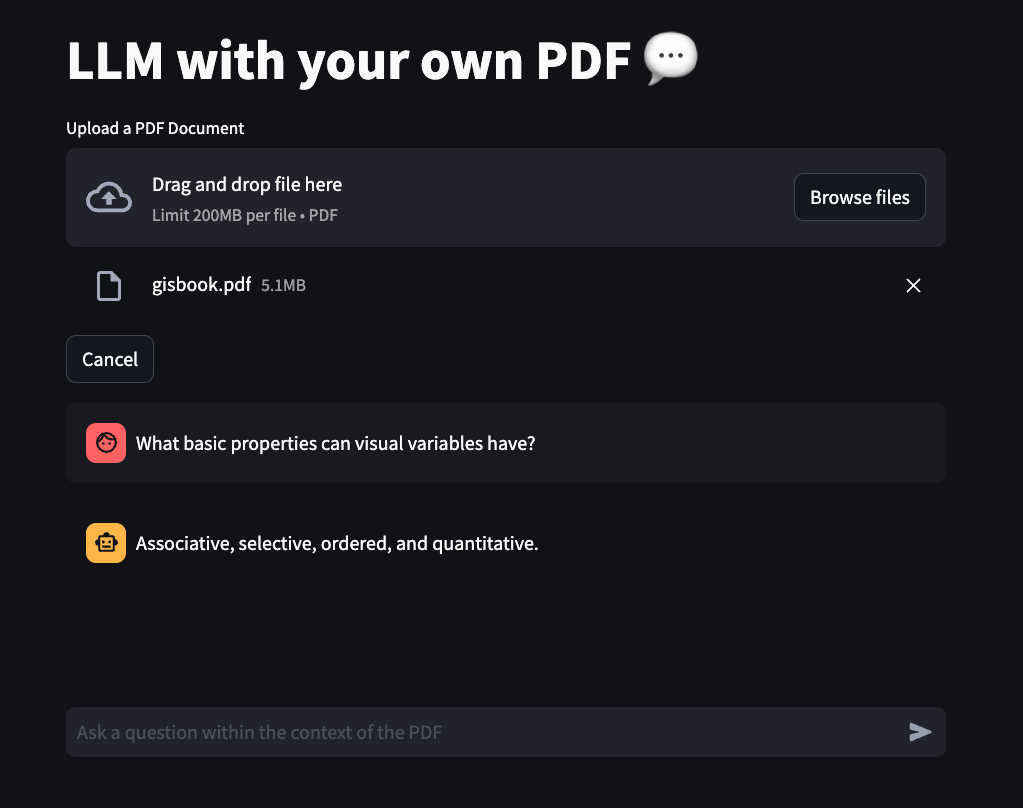 LLM with your own PDF 💬
Upload a PDF Document
Drag and drop file here
Limit 200MB per file • PDF
Browse files
gisbook.pdf 5.1MB
Cancel
What basic properties can visual variables have?
Associative, selective, ordered, and quantitative.
Ask a question within the context of the PDF